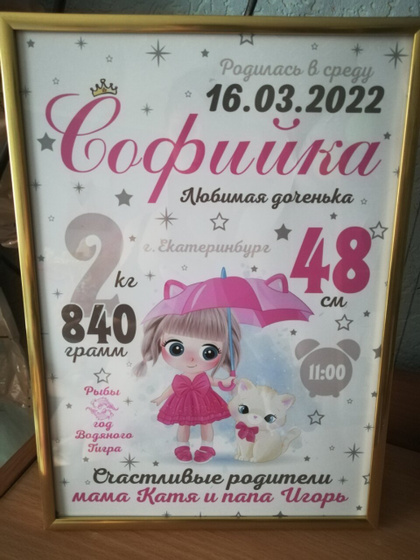 Родилась в среду
16.03.2022
Софийка
Любимая доченька
г. Екатеринбург
2
кг
840
грамм
48
см
11:00
Рыбы
год
Водяного
Тигра
Счастливые родители
мама Катя и папа Игорь